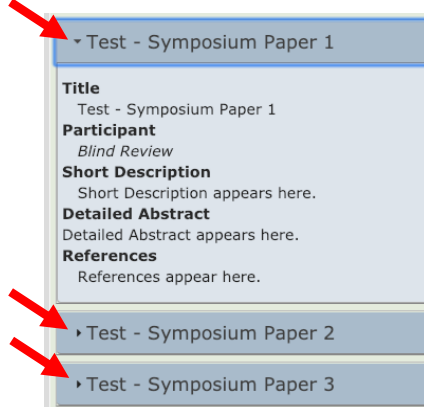 Test - Symposium Paper 1
Title
Test - Symposium Paper 1
Participant
Blind Review
Short Description
Short Description appears here.
Detailed Abstract
Detailed Abstract appears here.
References
References appear here.
Test - Symposium Paper 2
Test - Symposium Paper 3